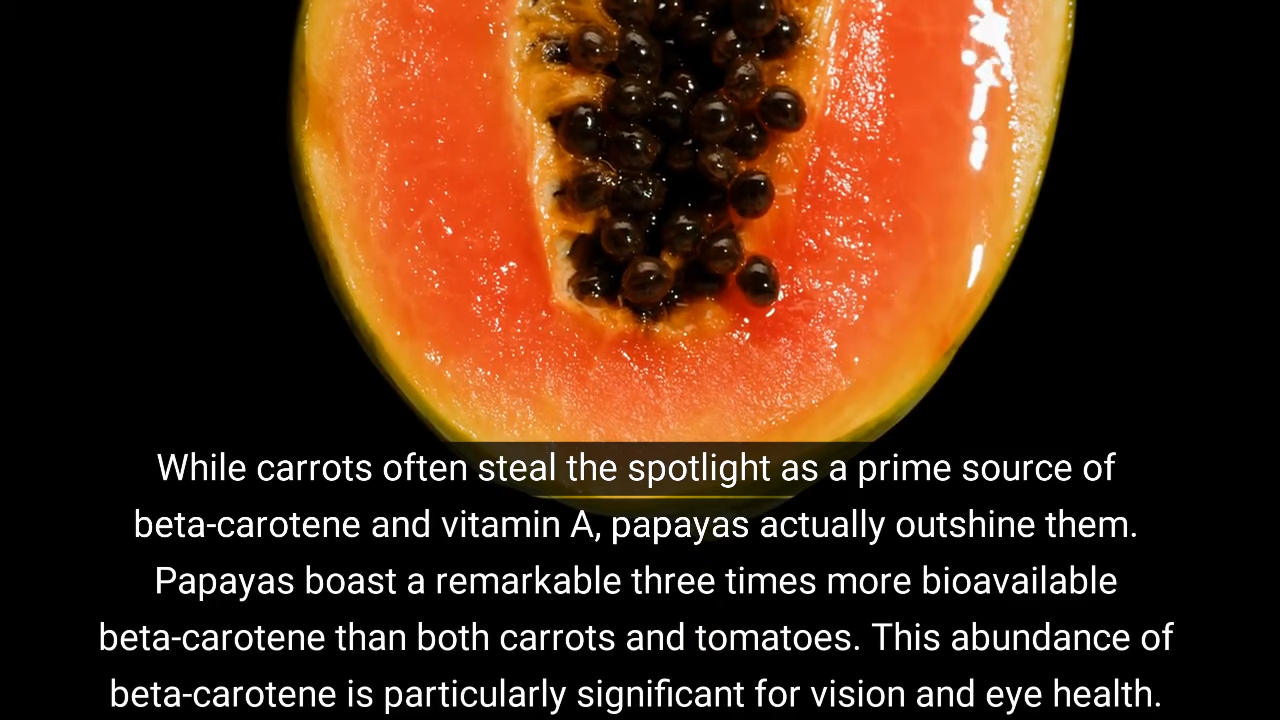 While carrots often steal the spotlight as a prime source of
beta-carotene and vitamin A, papayas actually outshine them.
Papayas boast a remarkable three times more bioavailable
beta-carotene than both carrots and tomatoes. This abundance of
beta-carotene is particularly significant for vision and eye health.